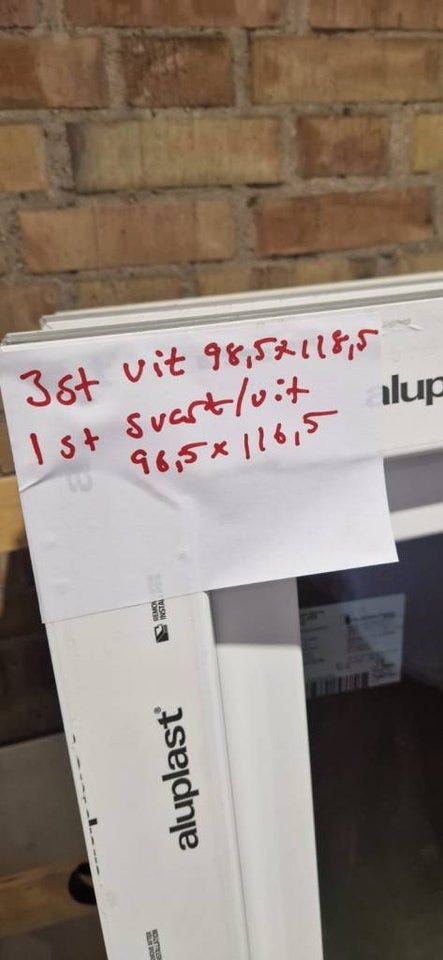 3st vit 98,5x118,5
1st svart/vit
96,5x116,5
alup
aluplast®